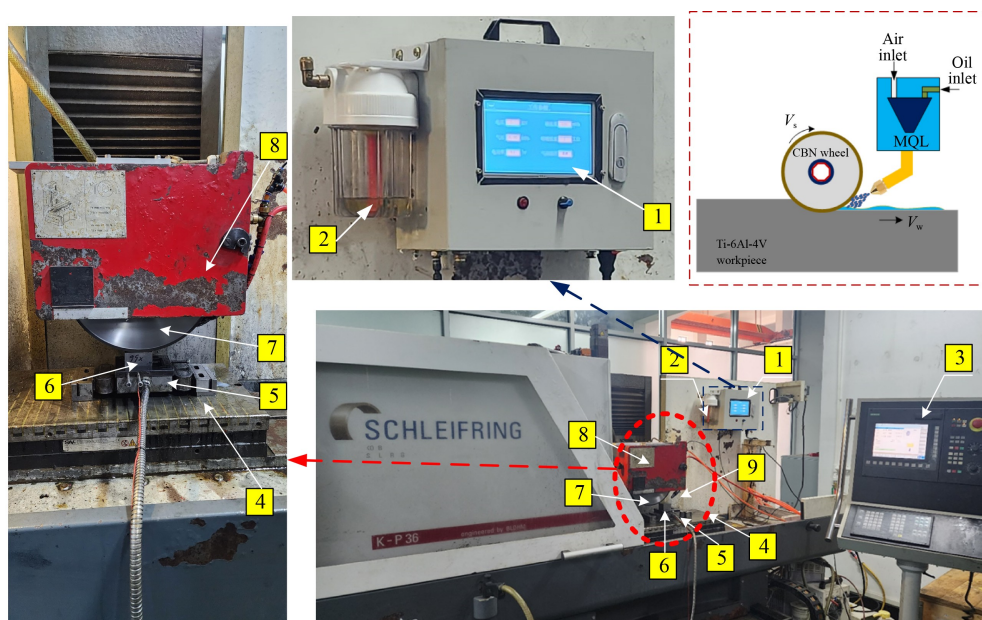 8
7
6
5
4
2
1
Air
inlet
Oil
inlet
MQL
Vs
CBN wheel
Vw
Ti-6Al-4V
workpiece
SCHLEIFRING
K-P 36
engineered by BLOHM
2
1
3
8
9
7
6
5
4